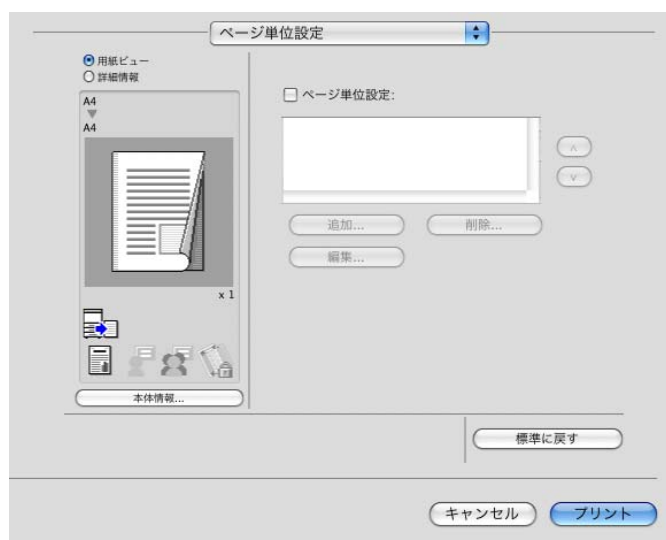 ページ単位設定
用紙ビュー
詳細情報
A4
A4
x 1
本体情報...
ページ単位設定:
追加...
削除...
編集...
標準に戻す
キャンセル
プリント